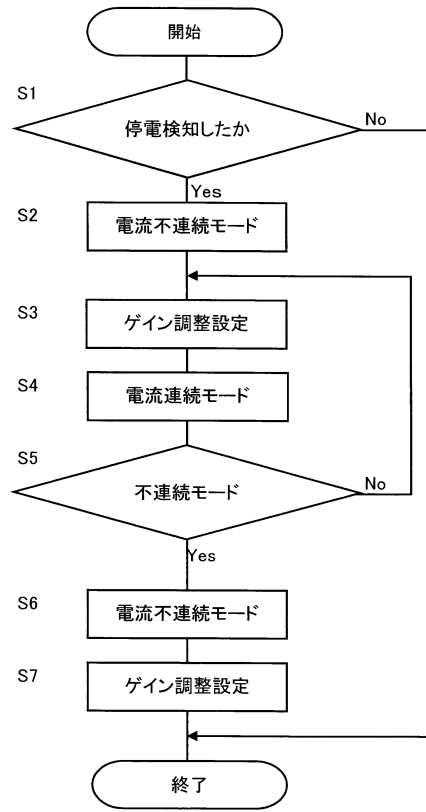 開始
S1
停電検知したか
No
Yes
S2
電流不連続モード
S3
ゲイン調整設定
S4
電流連続モード
S5
不連続モード
No
Yes
S6
電流不連続モード
S7
ゲイン調整設定
終了